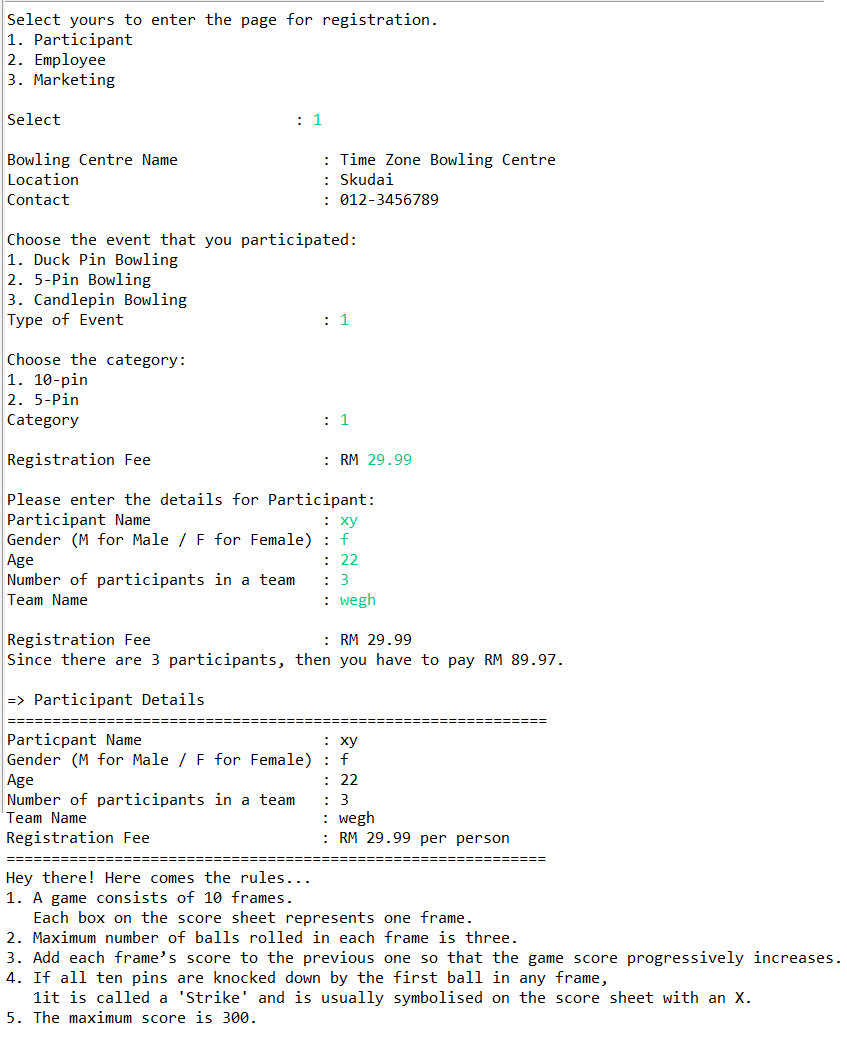 Select yours to enter the page for registration.
1. Participant
2. Employee
3. Marketing
Select : 1
Bowling Centre Name : Time Zone Bowling Centre
Location : Skudai
Contact : 012-3456789
Choose the event that you participated:
1. Duck Pin Bowling
2. 5-Pin Bowling
3. Candlepin Bowling
Type of Event : 1
Choose the category:
1. 10-pin
2. 5-Pin
Category : 1
Registration Fee : RM 29.99
Please enter the details for Participant:
Participant Name : xy
Gender (M for Male / F for Female) : f
Age : 22
Number of participants in a team : 3
Team Name : wegh
Registration Fee : RM 29.99
Since there are 3 participants, then you have to pay RM 89.97.
=> Participant Details
============================================================
Particpant Name : xy
Gender (M for Male / F for Female) : f
Age : 22
Number of participants in a team : 3
Team Name : wegh
Registration Fee : RM 29.99 per person
============================================================
Hey there! Here comes the rules...
1. A game consists of 10 frames.
Each box on the score sheet represents one frame.
2. Maximum number of balls rolled in each frame is three.
3. Add each frame’s score to the previous one so that the game score progressively increases.
4. If all ten pins are knocked down by the first ball in any frame,
1it is called a 'Strike' and is usually symbolised on the score sheet with an X.
5. The maximum score is 300.